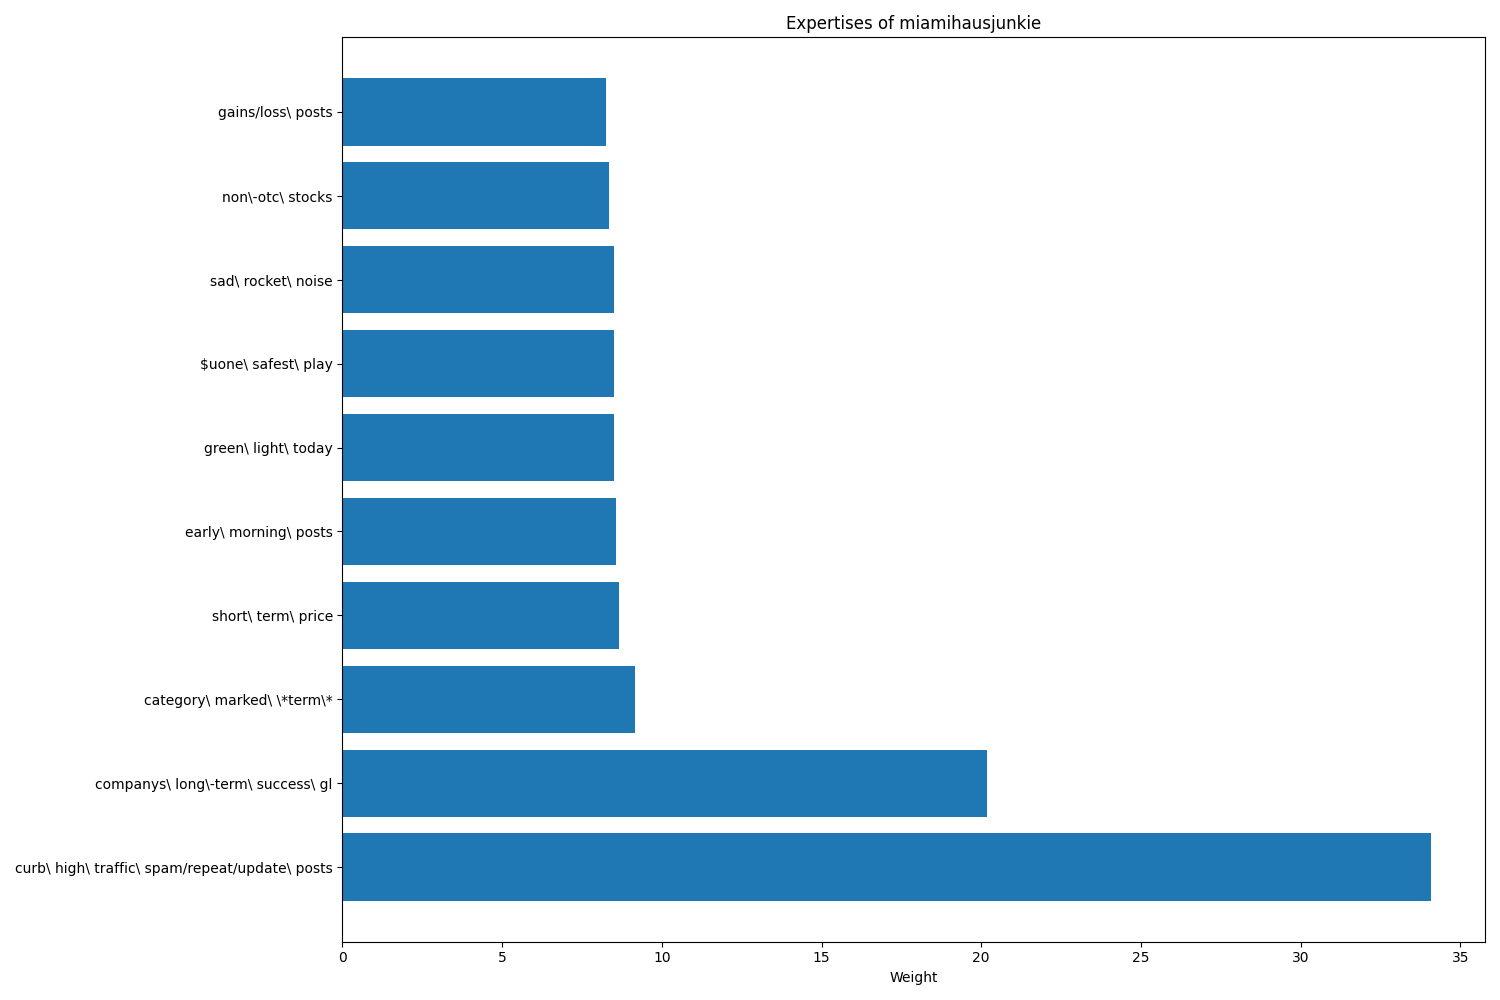 Expertises of miamihausjunkie
gains/loss\ posts
non\-otc\ stocks
sad\ rocket\ noise
$uone\ safest\ play
green\ light\ today
early\ morning\ posts
short\ term\ price
category\ marked\ \*term\*
companys\ long\-term\ success\ gl
curb\ high\ traffic\ spam/repeat/update\ posts
0 5 10 15 20 25 30 35
Weight